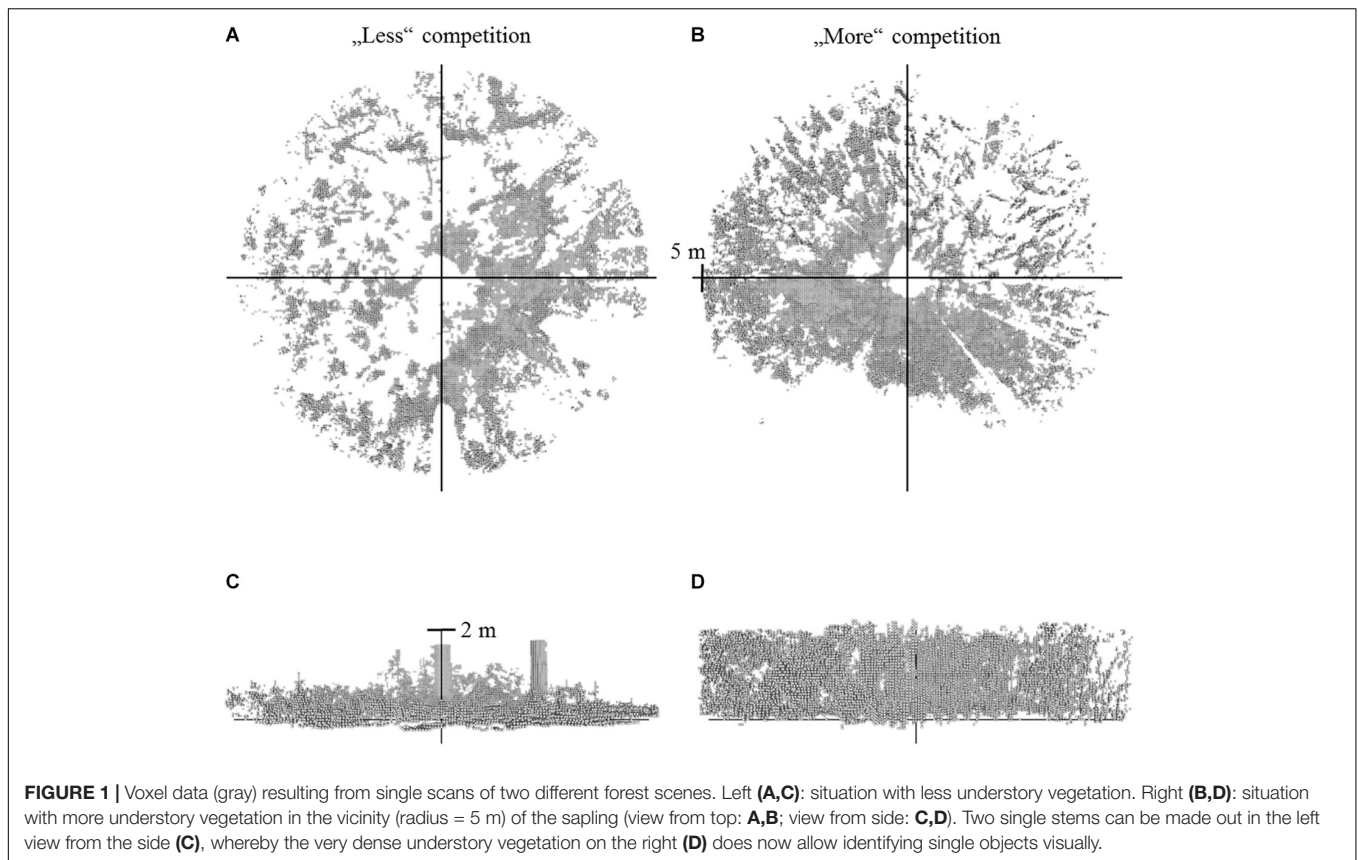 A
„Less“ competition
B
„More“ competition
5 m
C
2 m
D
FIGURE 1 | Voxel data (gray) resulting from single scans of two different forest scenes. Left (A,C): situation with less understory vegetation. Right (B,D): situation
with more understory vegetation in the vicinity (radius = 5 m) of the sapling (view from top: A,B; view from side: C,D). Two single stems can be made out in the left
view from the side (C), whereby the very dense understory vegetation on the right (D) does now allow identifying single objects visually.